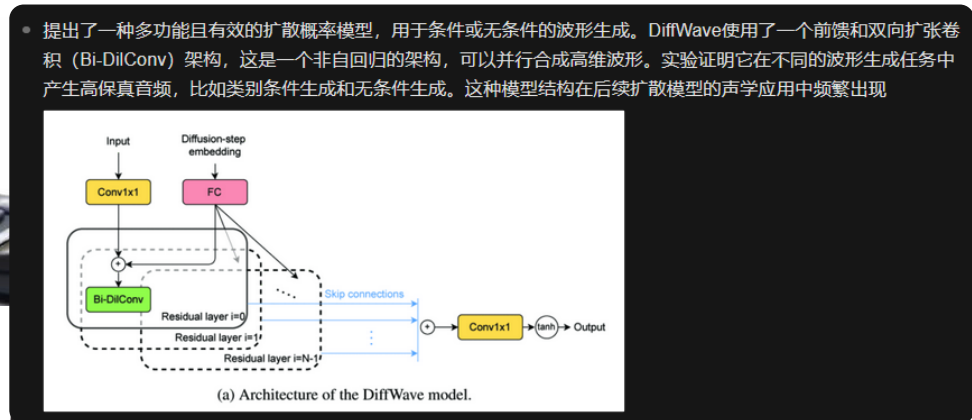 提出了一种多功能且有效的扩散概率模型，用于条件或无条件的波形生成。DiffWave使用了一个前馈和双向扩张卷
积（Bi-DilConv）架构，这是一个非自回归的架构，可以并行合成高维波形。实验证明它在不同的波形生成任务中
产生高保真音频，比如类别条件生成和无条件生成。这种模型结构在后续扩散模型的声学应用中频繁出现
Input
Diffusion-step
embedding
Conv1x1
FC
+
Bi-DilConv
Skip connections
Residual layer i=0
Residual layer i=1
Residual layer i=N-1
+
Conv1x1
tanh
Output
(a) Architecture of the DiffWave model.